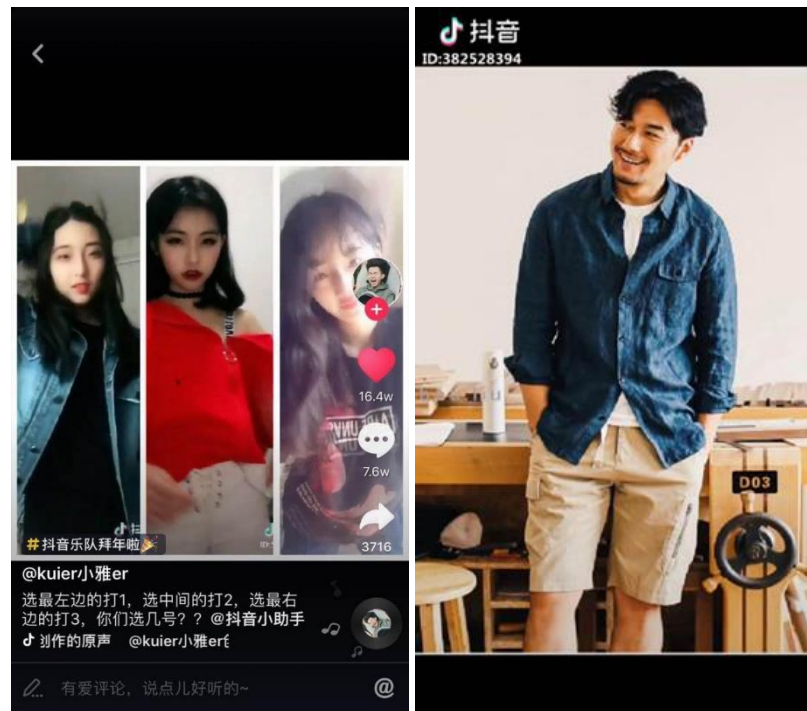 16.4w
7.6w
3716
#抖音乐队拜年啦🎉
@kuier小雅er
选最左边的打1，选中间的打2，选最右
边的打3，你们选几号？？@抖音小助手
创作的原声 @kuier小雅er
有爱评论，说点儿好听的~
@
抖音
ID:382528394
D03